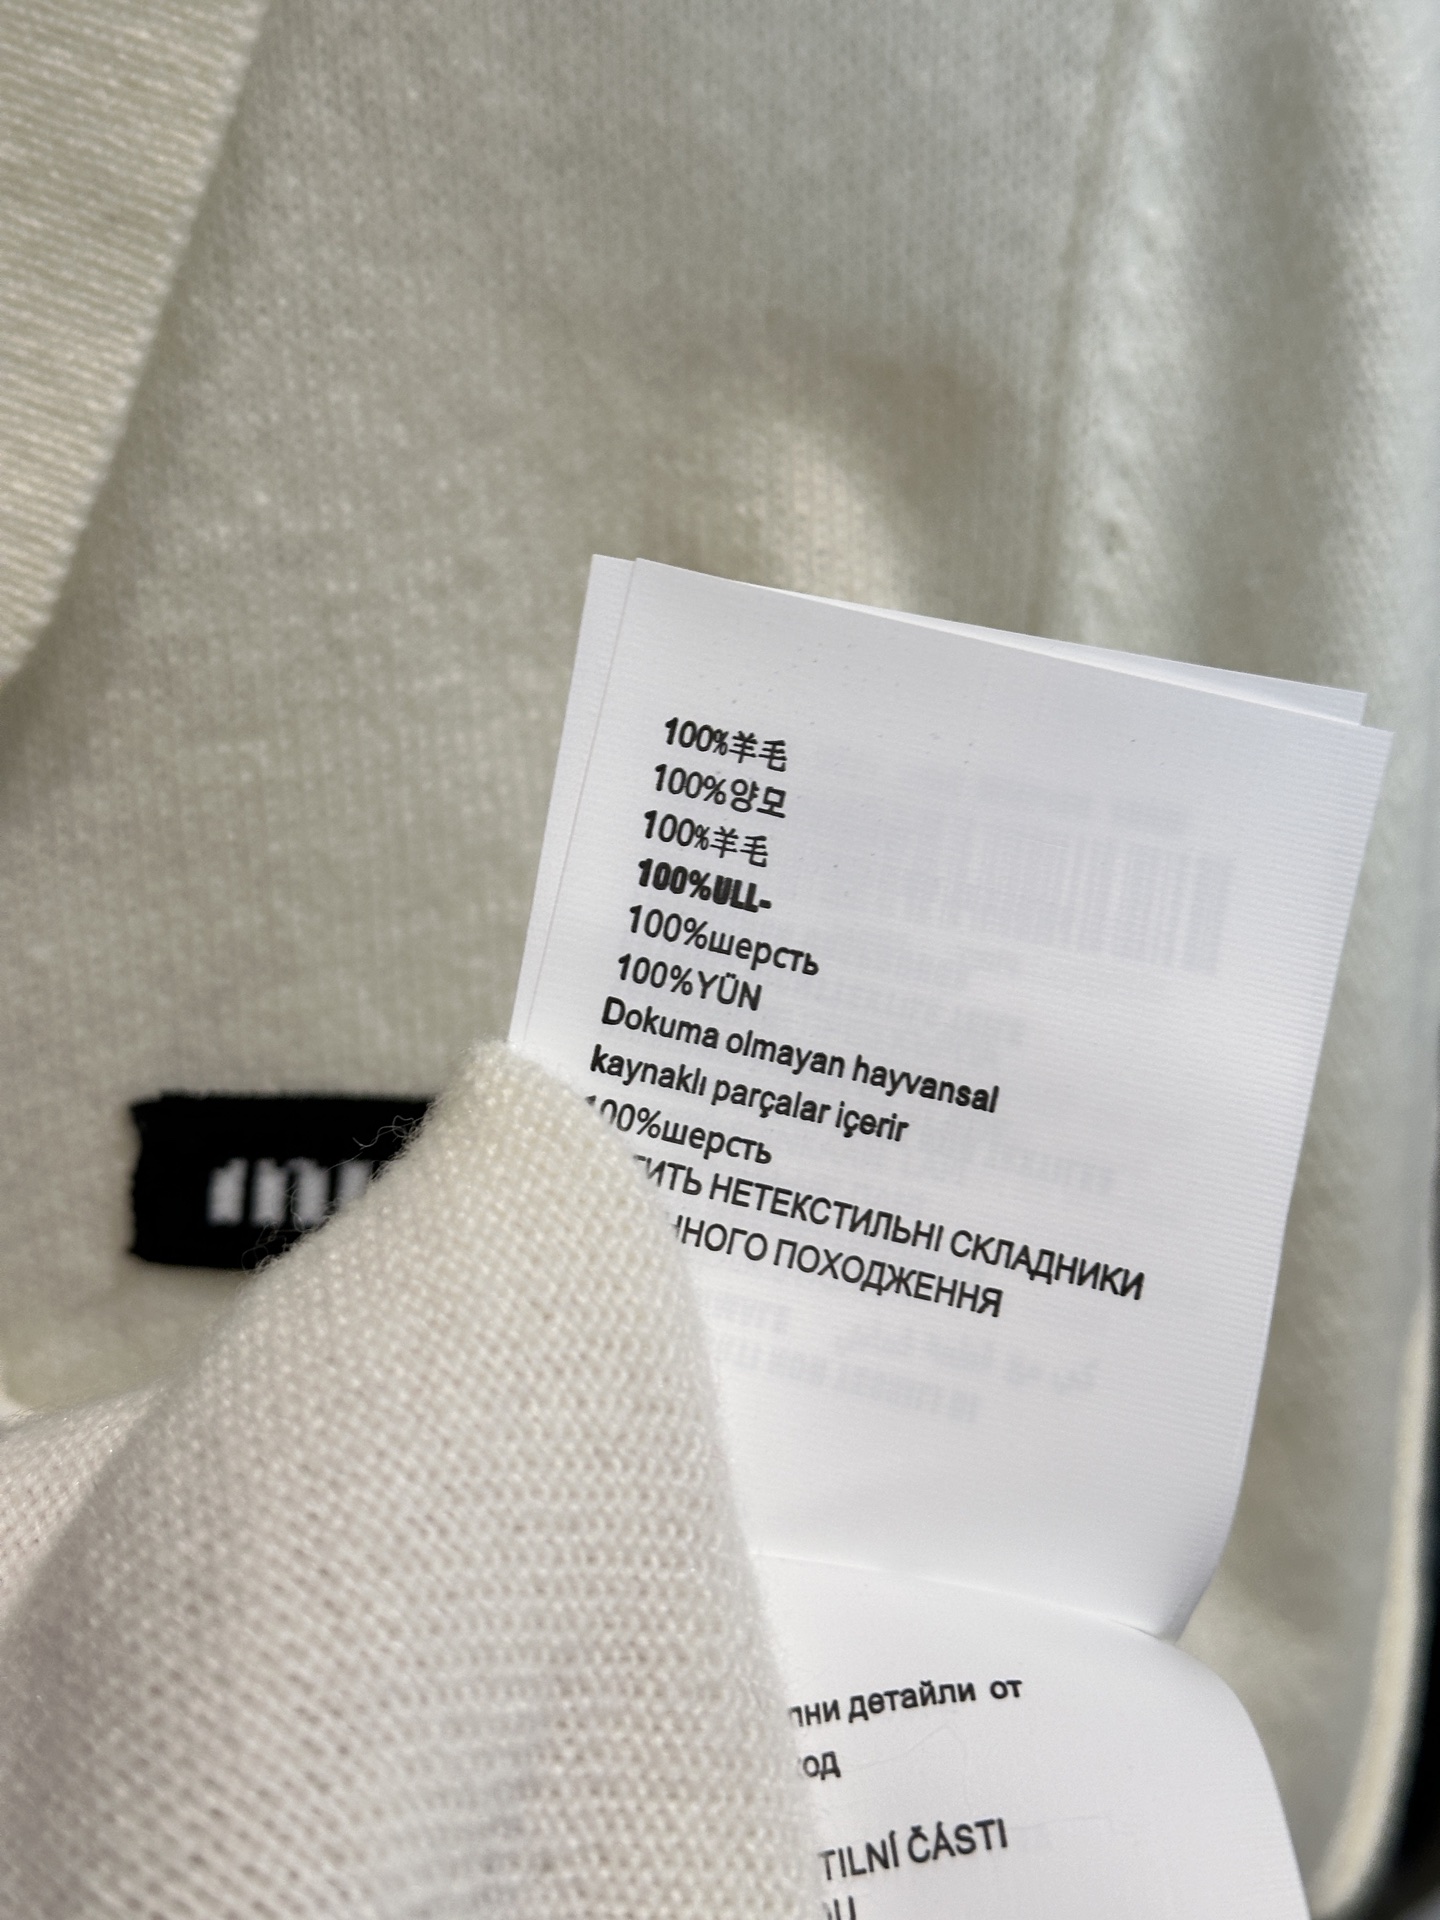 100%羊毛
100%양모
100%羊毛
100%ULL-
100%шерсть
100%YÜN
Dokuma olmayan hayvansal
kaynaklı parçalar içerir
100%шерсть
НЕТЕКСТИЛЬНІ СКЛАДНИКИ
ПОХОДЖЕННЯ
детайли от
ČÁSTI